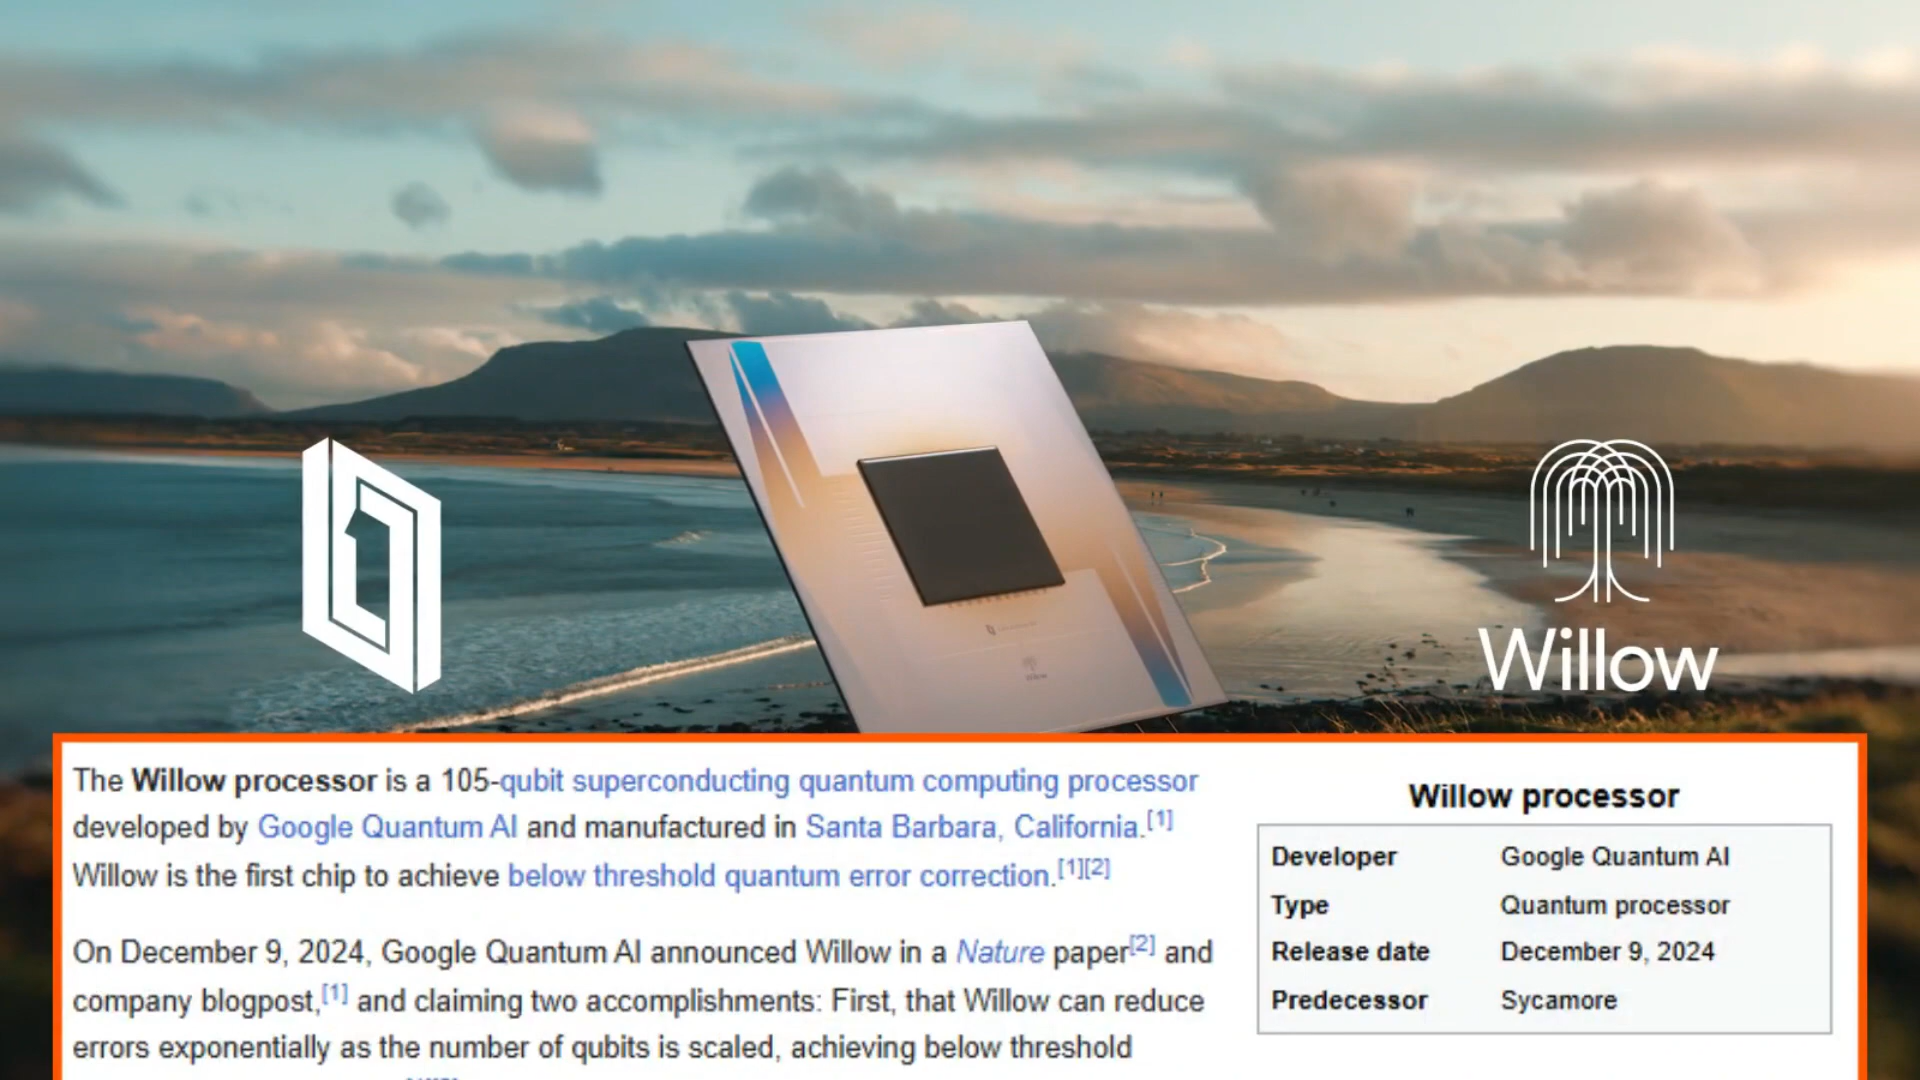 Willow
The Willow processor is a 105-qubit superconducting quantum computing processor
developed by Google Quantum AI and manufactured in Santa Barbara, California.[1]
Willow is the first chip to achieve below threshold quantum error correction.[1][2]
On December 9, 2024, Google Quantum AI announced Willow in a Nature paper[2] and
company blogpost,[1] and claiming two accomplishments: First, that Willow can reduce
errors exponentially as the number of qubits is scaled, achieving below threshold
Willow processor
Developer Google Quantum AI
Type Quantum processor
Release date December 9, 2024
Predecessor Sycamore